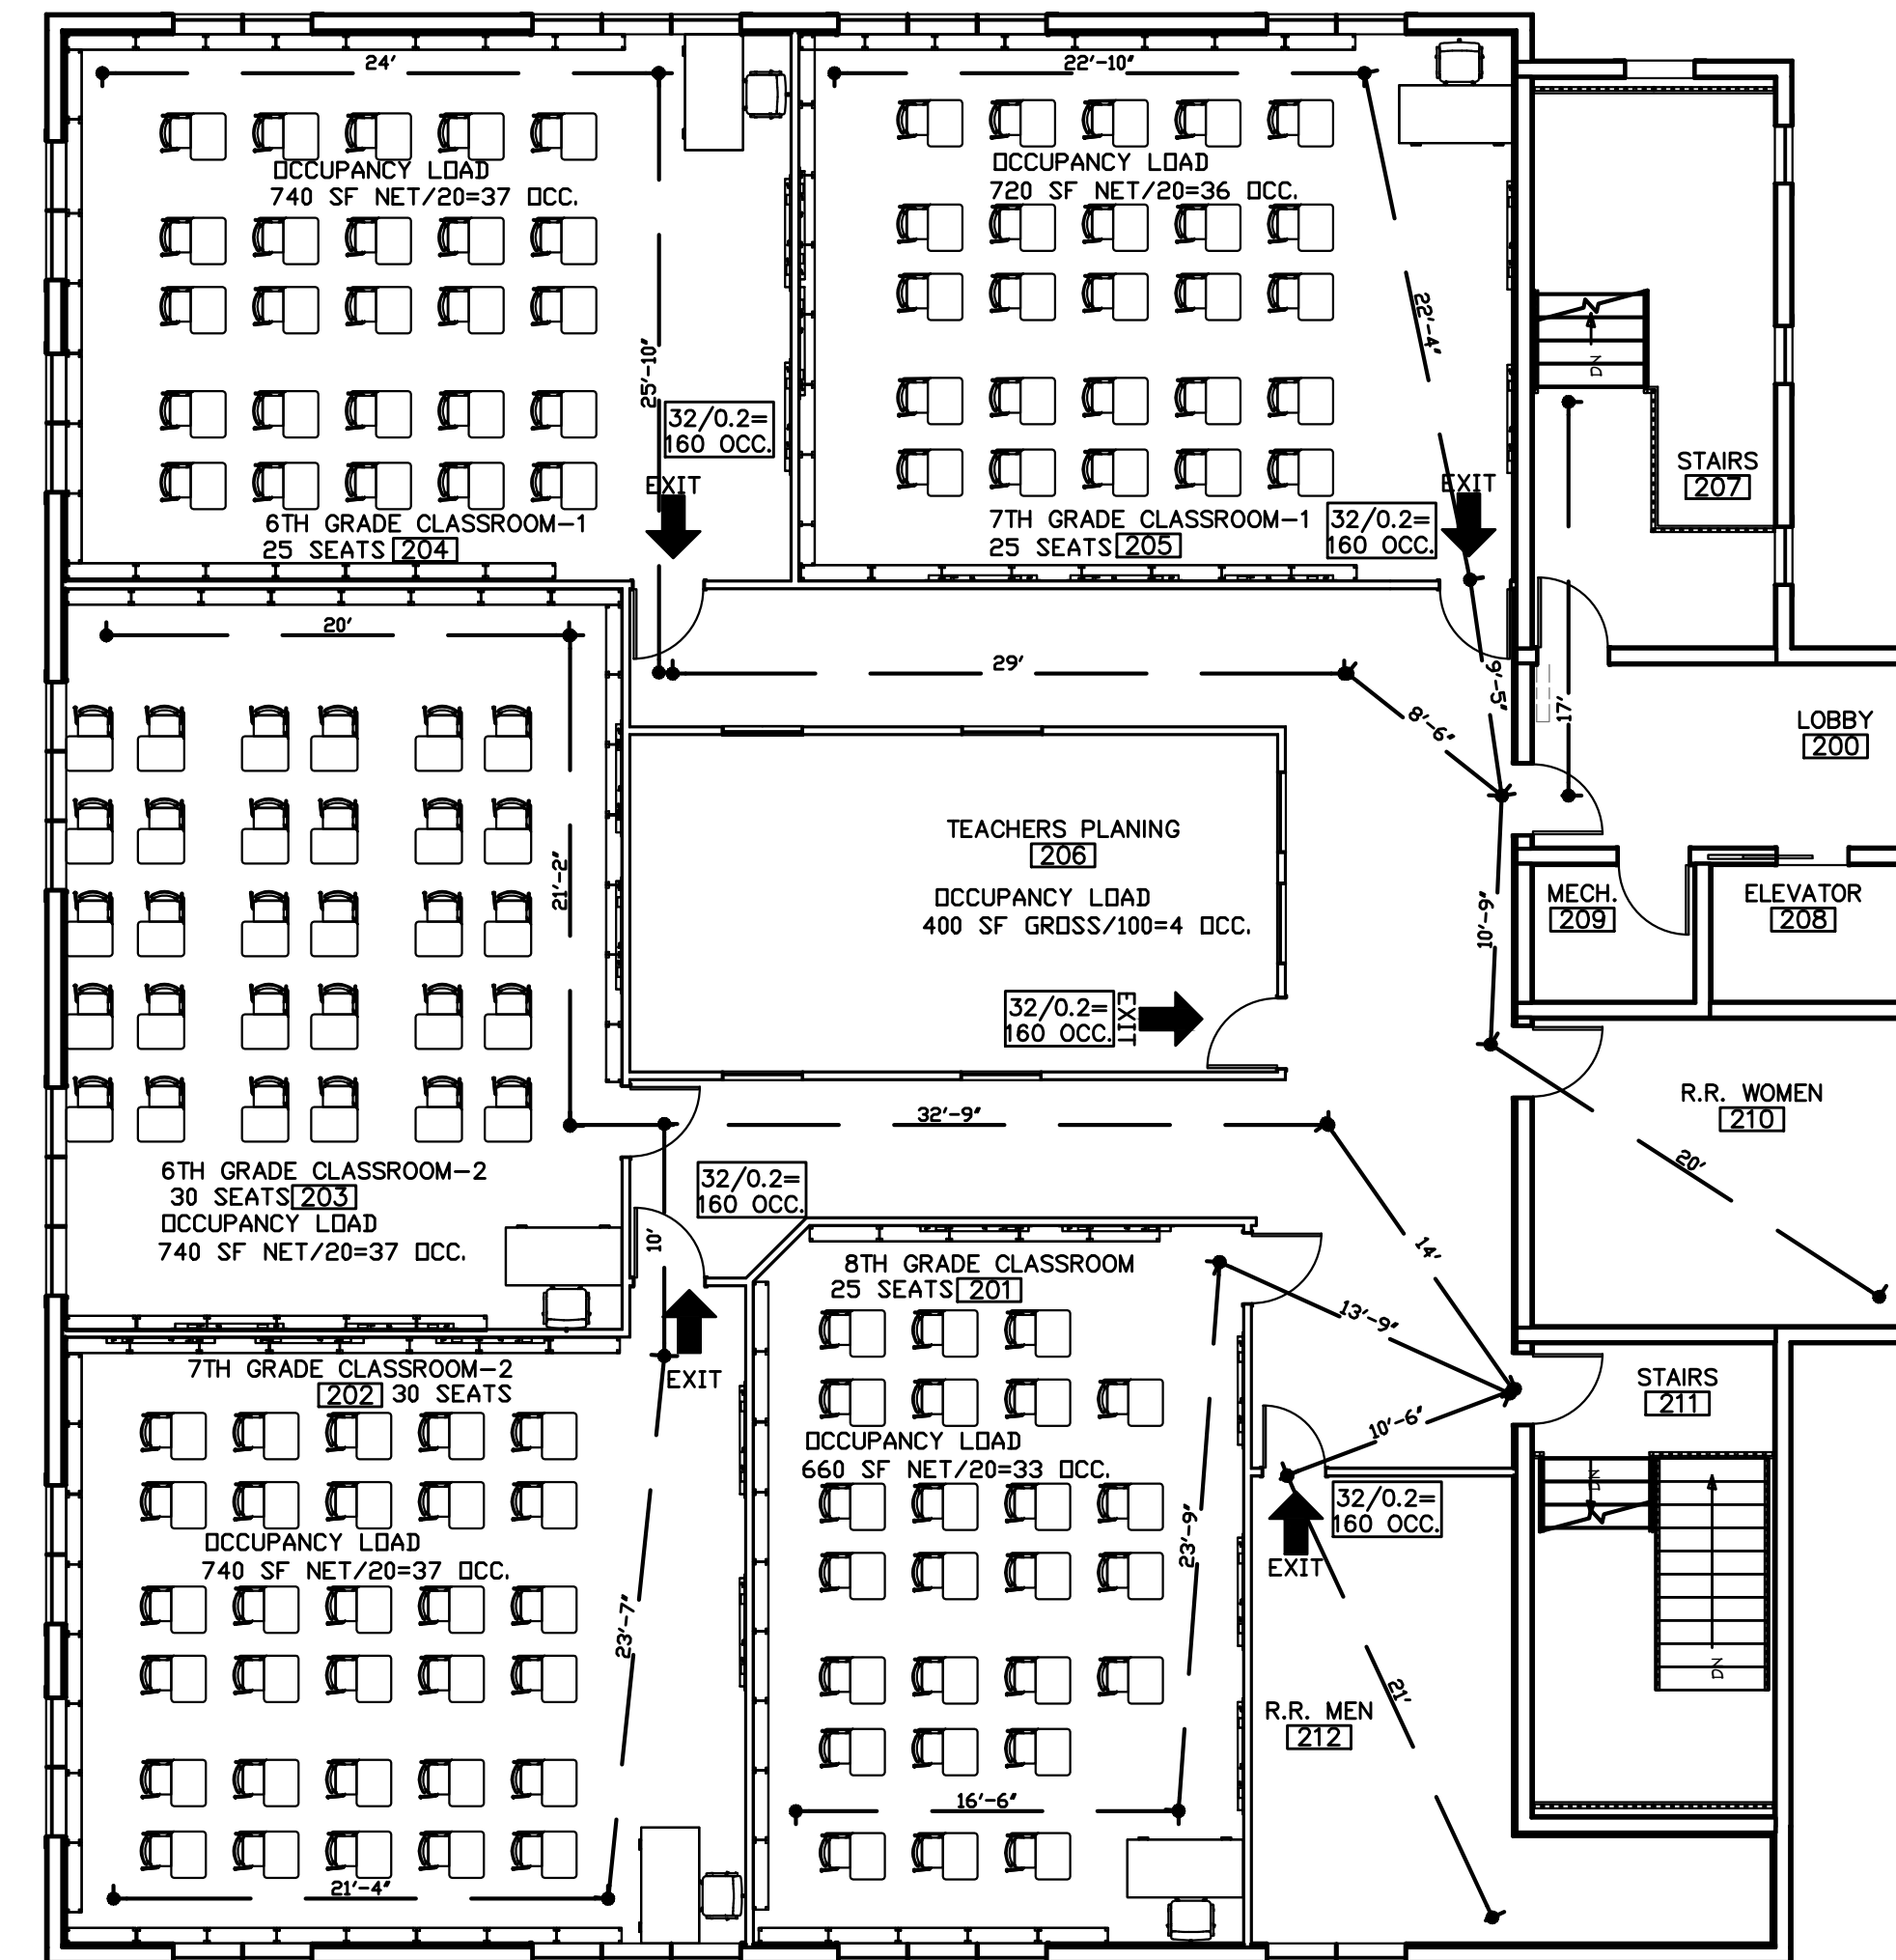 24'
22'-10"
OCCUPANCY LOAD
740 SF NET/20=37 OCC.
OCCUPANCY LOAD
720 SF NET/20=36 OCC.
22'-4"
25'-10"
DN
32/0.2=
160 OCC.
EXIT
STAIRS
207
6TH GRADE CLASSROOM-1
25 SEATS 204
7TH GRADE CLASSROOM-1
25 SEATS 205
32/0.2=
160 OCC.
EXIT
20'
29'
9'-5"
8'-6"
17'
LOBBY
200
TEACHERS PLANING
206
OCCUPANCY LOAD
400 SF GROSS/100=4 OCC.
21'-2"
10'-9"
MECH.
209
ELEVATOR
208
32/0.2=
160 OCC.
EXIT
R.R. WOMEN
210
20'
32'-9"
6TH GRADE CLASSROOM-2
30 SEATS 203
OCCUPANCY LOAD
740 SF NET/20=37 OCC.
32/0.2=
160 OCC.
10'
14'
8TH GRADE CLASSROOM
25 SEATS 201
13'-9"
EXIT
7TH GRADE CLASSROOM-2
202 30 SEATS
STAIRS
211
10'-6"
OCCUPANCY LOAD
660 SF NET/20=33 OCC.
DN
32/0.2=
160 OCC.
EXIT
OCCUPANCY LOAD
740 SF NET/20=37 OCC.
23'-9"
23'-7"
DN
21'
R.R. MEN
212
16'-6"
21'-4"